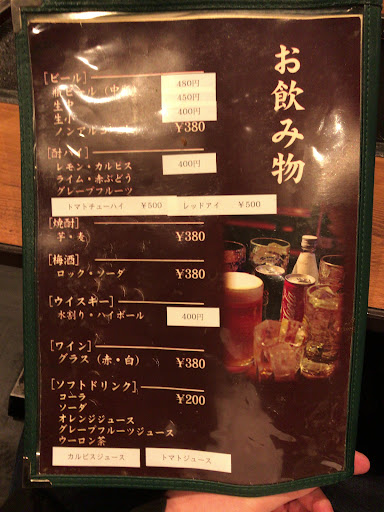 お飲み物
[ビール]
瓶ビール（中
480円
生中
450円
生小
400円
ノンアル
¥380
[酎ハイ]
レモン・カルピス
400円
ライム・赤ぶどう
グレープフルーツ
トマトチューハイ ¥500
レッドアイ ¥500
[焼酎]
芋・麦 ¥380
[梅酒]
ロック・ソーダ ¥380
[ウイスキー]
水割り・ハイボール 400円
[ワイン]
グラス（赤・白） ¥380
[ソフトドリンク]
コーラ ¥200
ソーダ
オレンジジュース
グレープフルーツジュース
ウーロン茶
カルピスジュース
トマトジュース